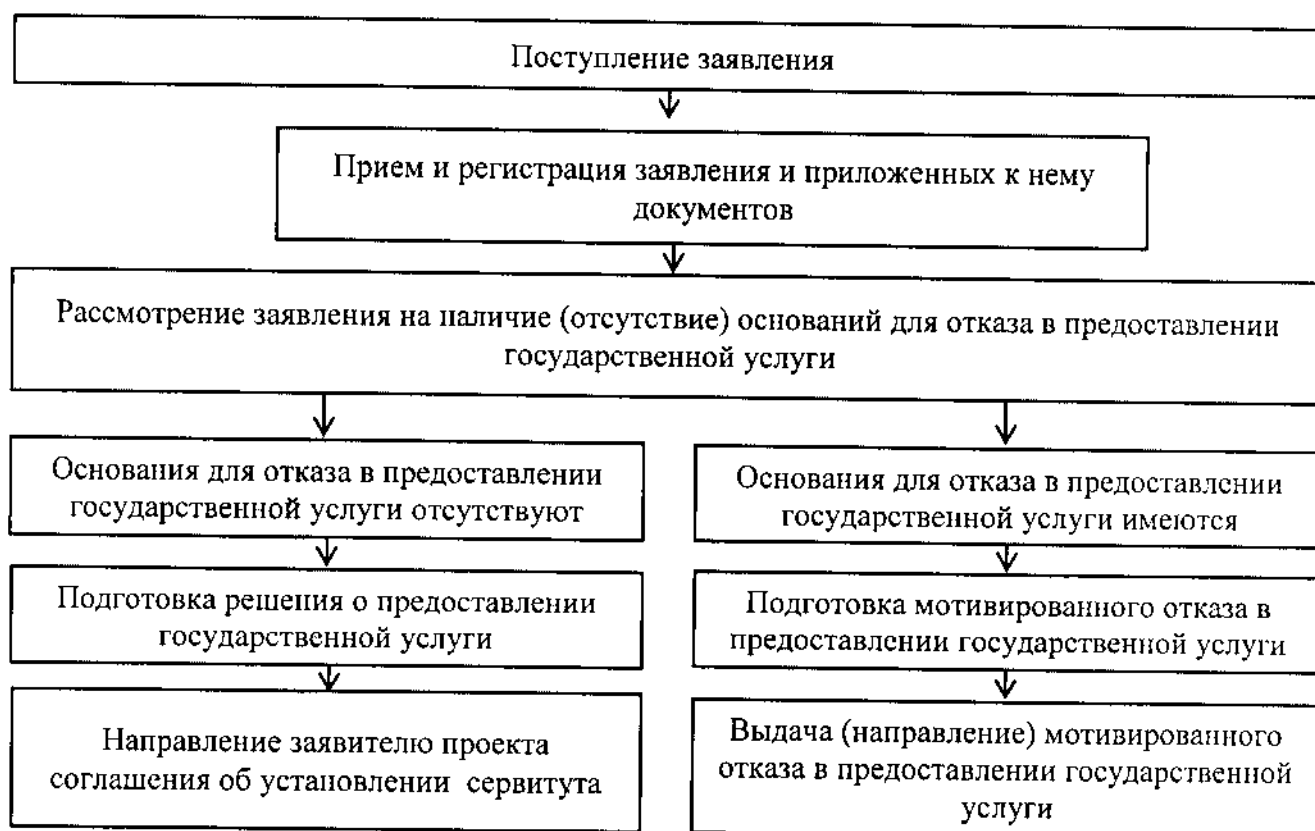 Поступление заявления
Прием и регистрация заявления и приложенных к нему
документов
Рассмотрение заявления на наличие (отсутствие) оснований для отказа в предоставлении
государственной услуги
Основания для отказа в предоставлении
государственной услуги отсутствуют
Основания для отказа в предоставлении
государственной услуги имеются
Подготовка решения о предоставлении
государственной услуги
Подготовка мотивированного отказа в
предоставлении государственной услуги
Направление заявителю проекта
соглашения об установлении сервитута
Выдача (направление) мотивированного
отказа в предоставлении государственной
услуги